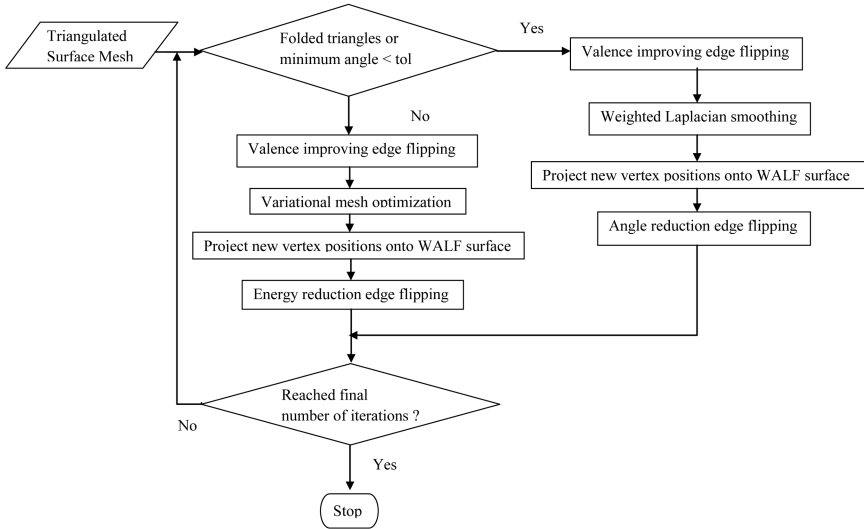 Triangulated
Surface Mesh
Folded triangles or
minimum angle < tol
Yes
Valence improving edge flipping
Weighted Laplacian smoothing
Project new vertex positions onto WALF surface
Angle reduction edge flipping
No
Valence improving edge flipping
Variational mesh optimization
Project new vertex positions onto WALF surface
Energy reduction edge flipping
Reached final
number of iterations ?
No
Yes
Stop